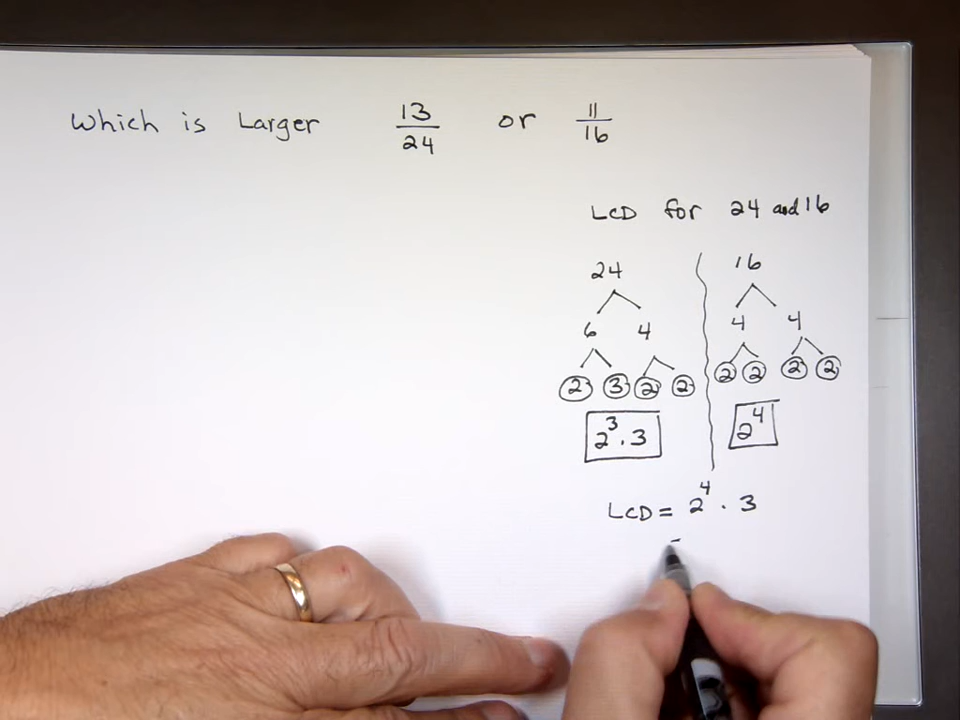 Which is Larger 13/24 or 11/16
LCD for 24 and 16
24 16
6 4 4 4
2 3 2 2 2 2 2 2
2³ · 3 2⁴
LCD = 2⁴ · 3